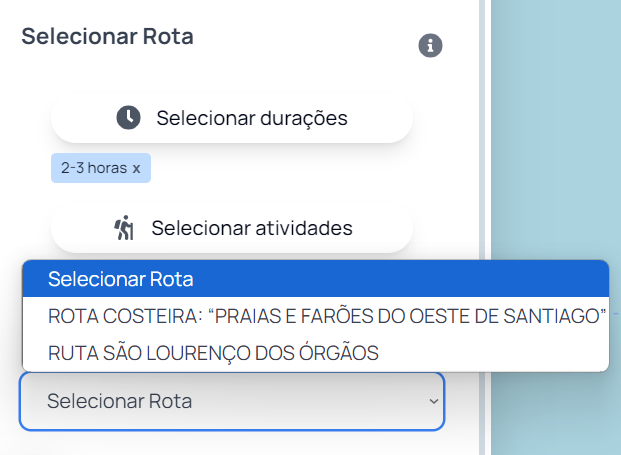 Selecionar Rota
Selecionar durações
2-3 horas x
Selecionar atividades
Selecionar Rota
ROTA COSTEIRA: “PRAIAS E FARÕES DO OESTE DE SANTIAGO”
RUTA SÃO LOURENÇO DOS ÓRGÃOS
Selecionar Rota